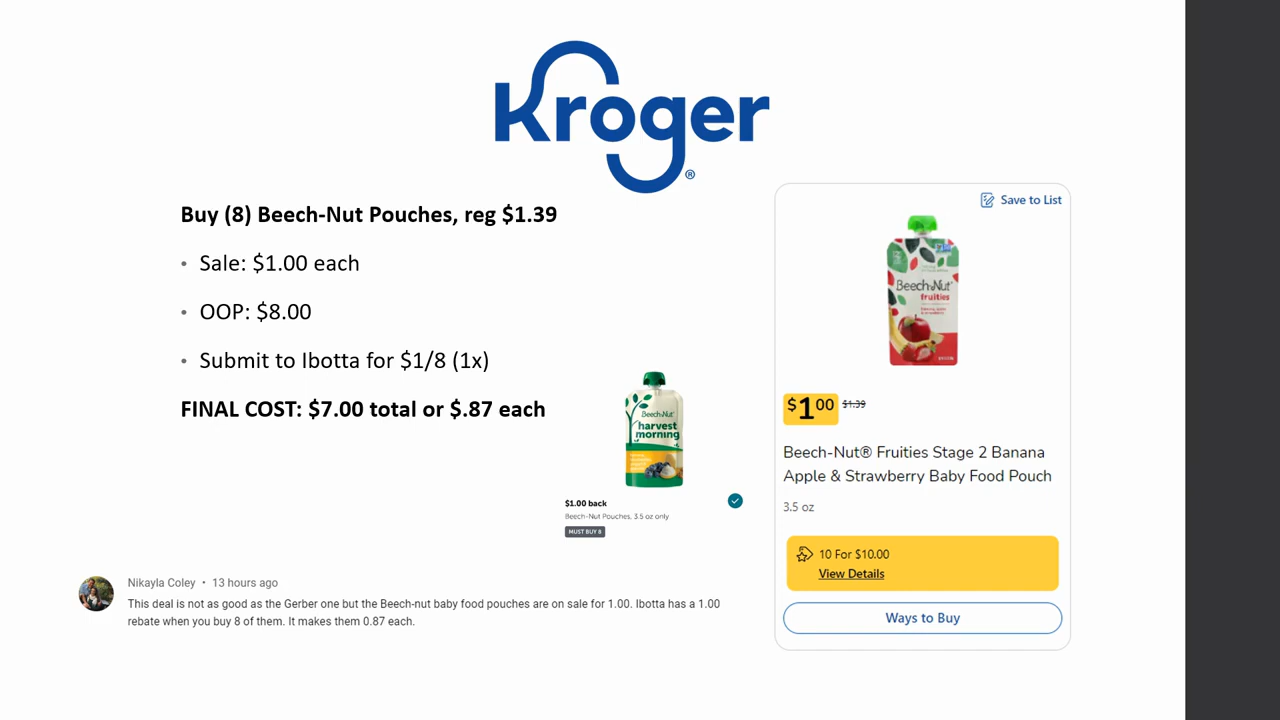 Kroger
®
Buy (8) Beech-Nut Pouches, reg $1.39
• Sale: $1.00 each
• OOP: $8.00
• Submit to Ibotta for $1/8 (1x)
FINAL COST: $7.00 total or $.87 each
Beech-Nut
harvest
morning
$1.00 back
Beech-Nut Pouches, 3.5 oz only
MUST BUY 8
Nikayla Coley • 13 hours ago
This deal is not as good as the Gerber one but the Beech-nut baby food pouches are on sale for 1.00. Ibotta has a 1.00
rebate when you buy 8 of them. It makes them 0.87 each.
Save to List
Beech-Nut
fruities
$1 00 $1.39
Beech-Nut® Fruities Stage 2 Banana
Apple & Strawberry Baby Food Pouch
3.5 oz
10 For $10.00
View Details
Ways to Buy